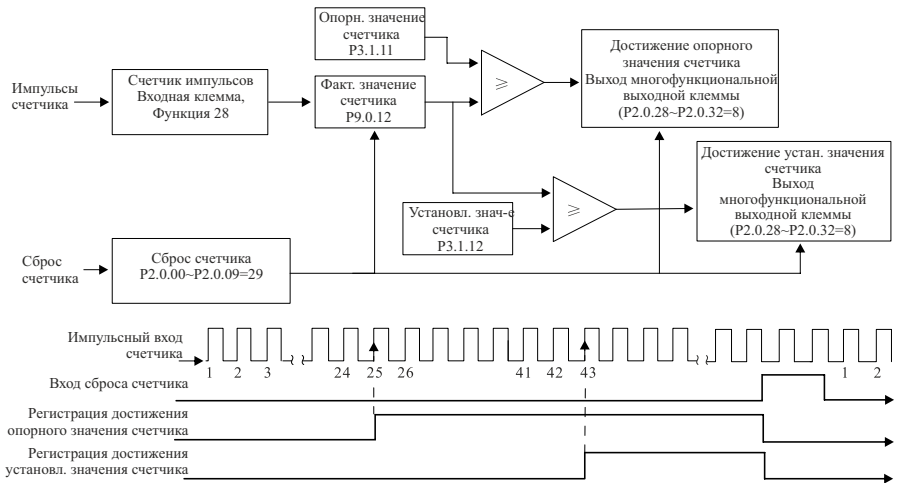 Опорн. значение
счетчика
P3.1.11
Импульсы
счетчика
Счетчик импульсов
Входная клемма,
Функция 28
Факт. значение
счетчика
P9.0.12
≥
Достижение опорного
значения счетчика
Выход многофункциональной
выходной клеммы
(P2.0.28~P2.0.32=8)
Установл. знач-е
счетчика
P3.1.12
≥
Достижение устан. значения
счетчика
Выход
многофункциональной
выходной клеммы
(P2.0.28~P2.0.32=8)
Сброс
счетчика
Сброс счетчика
P2.0.00~P2.0.09=29
Импульсный вход
счетчика
1 2 3 24 25 26 41 42 43 1 2
Вход сброса счетчика
Регистрация достижения
опорного значения счетчика
Регистрация достижения
установл. значения счетчика